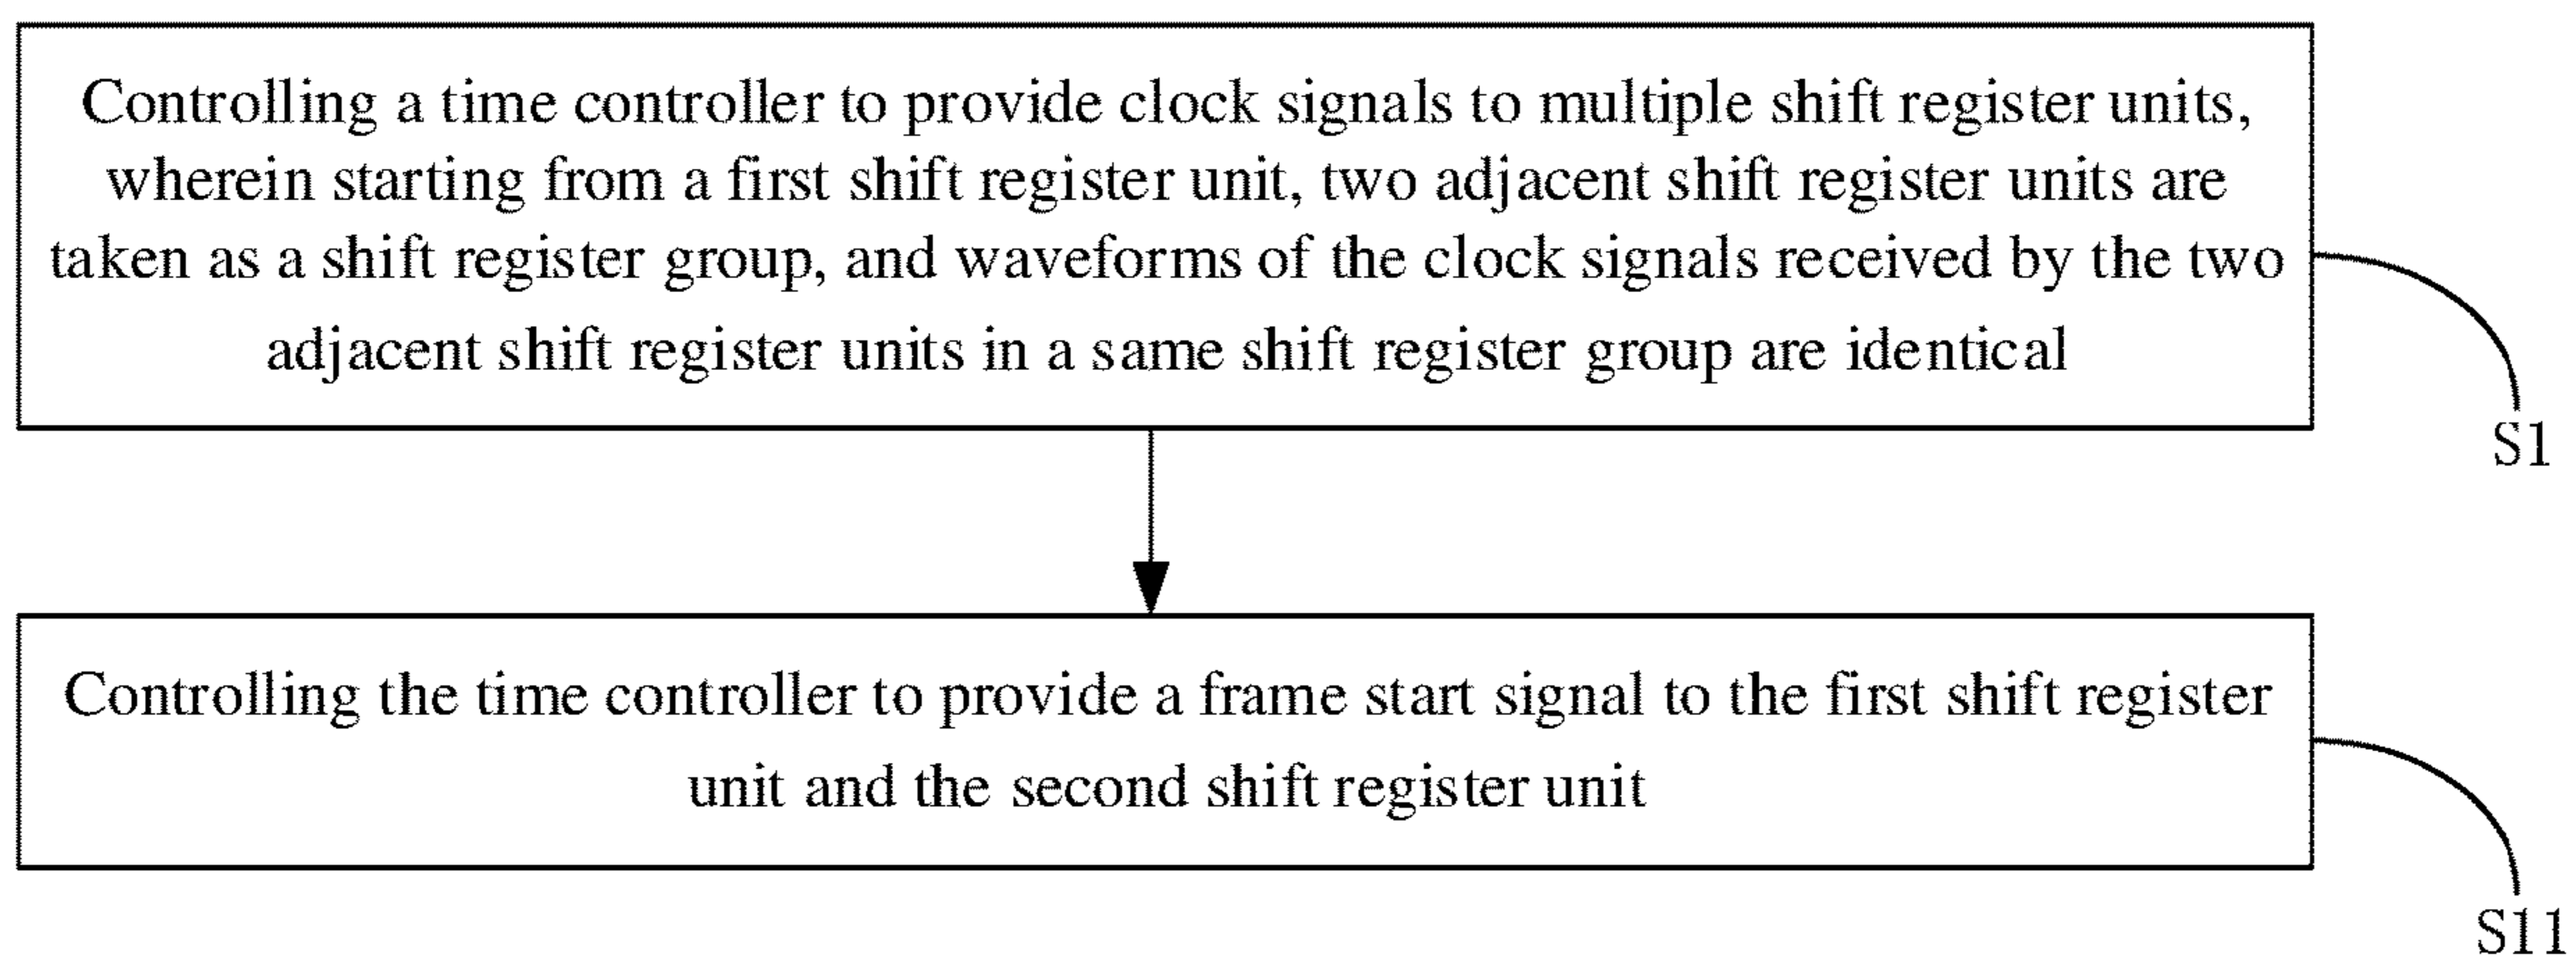 Controlling a time controller to provide clock signals to multiple shift register units,
wherein starting from a first shift register unit, two adjacent shift register units are
taken as a shift register group, and waveforms of the clock signals received by the two
adjacent shift register units in a same shift register group are identical
S1
Controlling the time controller to provide a frame start signal to the first shift register
unit and the second shift register unit
S11